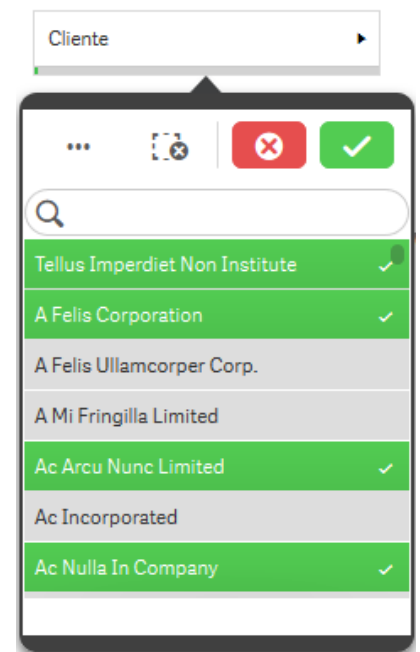 Cliente
Tellus Imperdiet Non Institute
A Felis Corporation
A Felis Ullamcorper Corp.
A Mi Fringilla Limited
Ac Arcu Nunc Limited
Ac Incorporated
Ac Nulla In Company